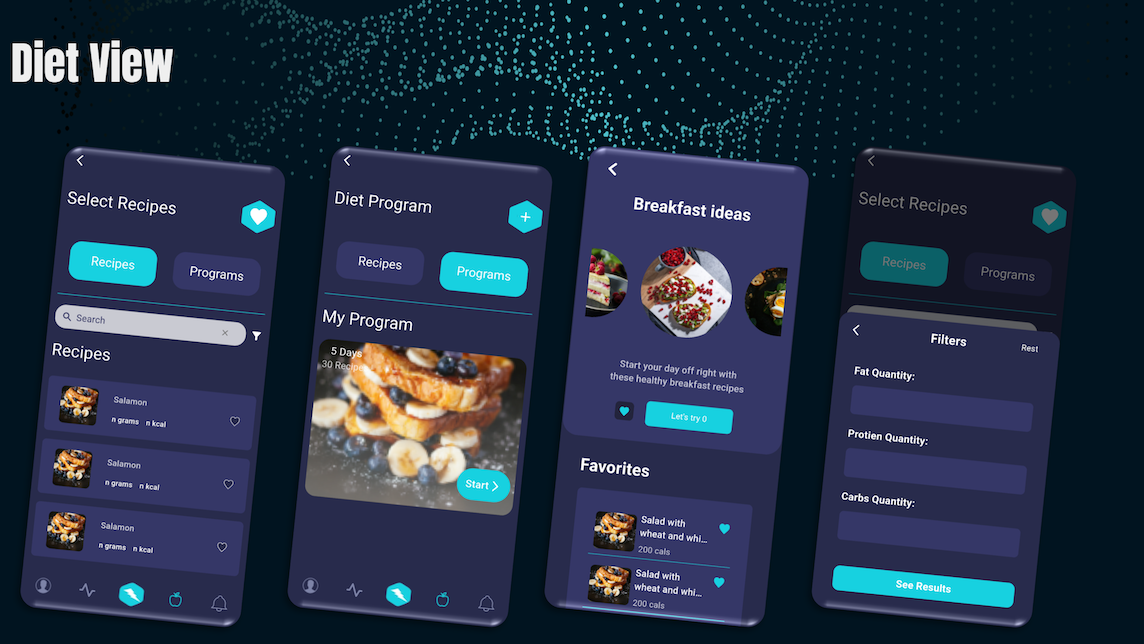 Diet View
Select Recipes
Recipes
Programs
Search
Recipes
Salamon
n grams n kcal
Salamon
n grams n kcal
Salamon
n grams n kcal
Diet Program
Recipes
Programs
My Program
5 Days
30 Recipe
Start
Breakfast ideas
Start your day off right with
these healthy breakfast recipes
Let's try 0
Favorites
Salad with
wheat and whi...
200 cals
Salad with
wheat and whi...
200 cals
Select Recipes
Recipes
Programs
Filters
Rest
Fat Quantity:
Protien Quantity:
Carbs Quantity:
See Results